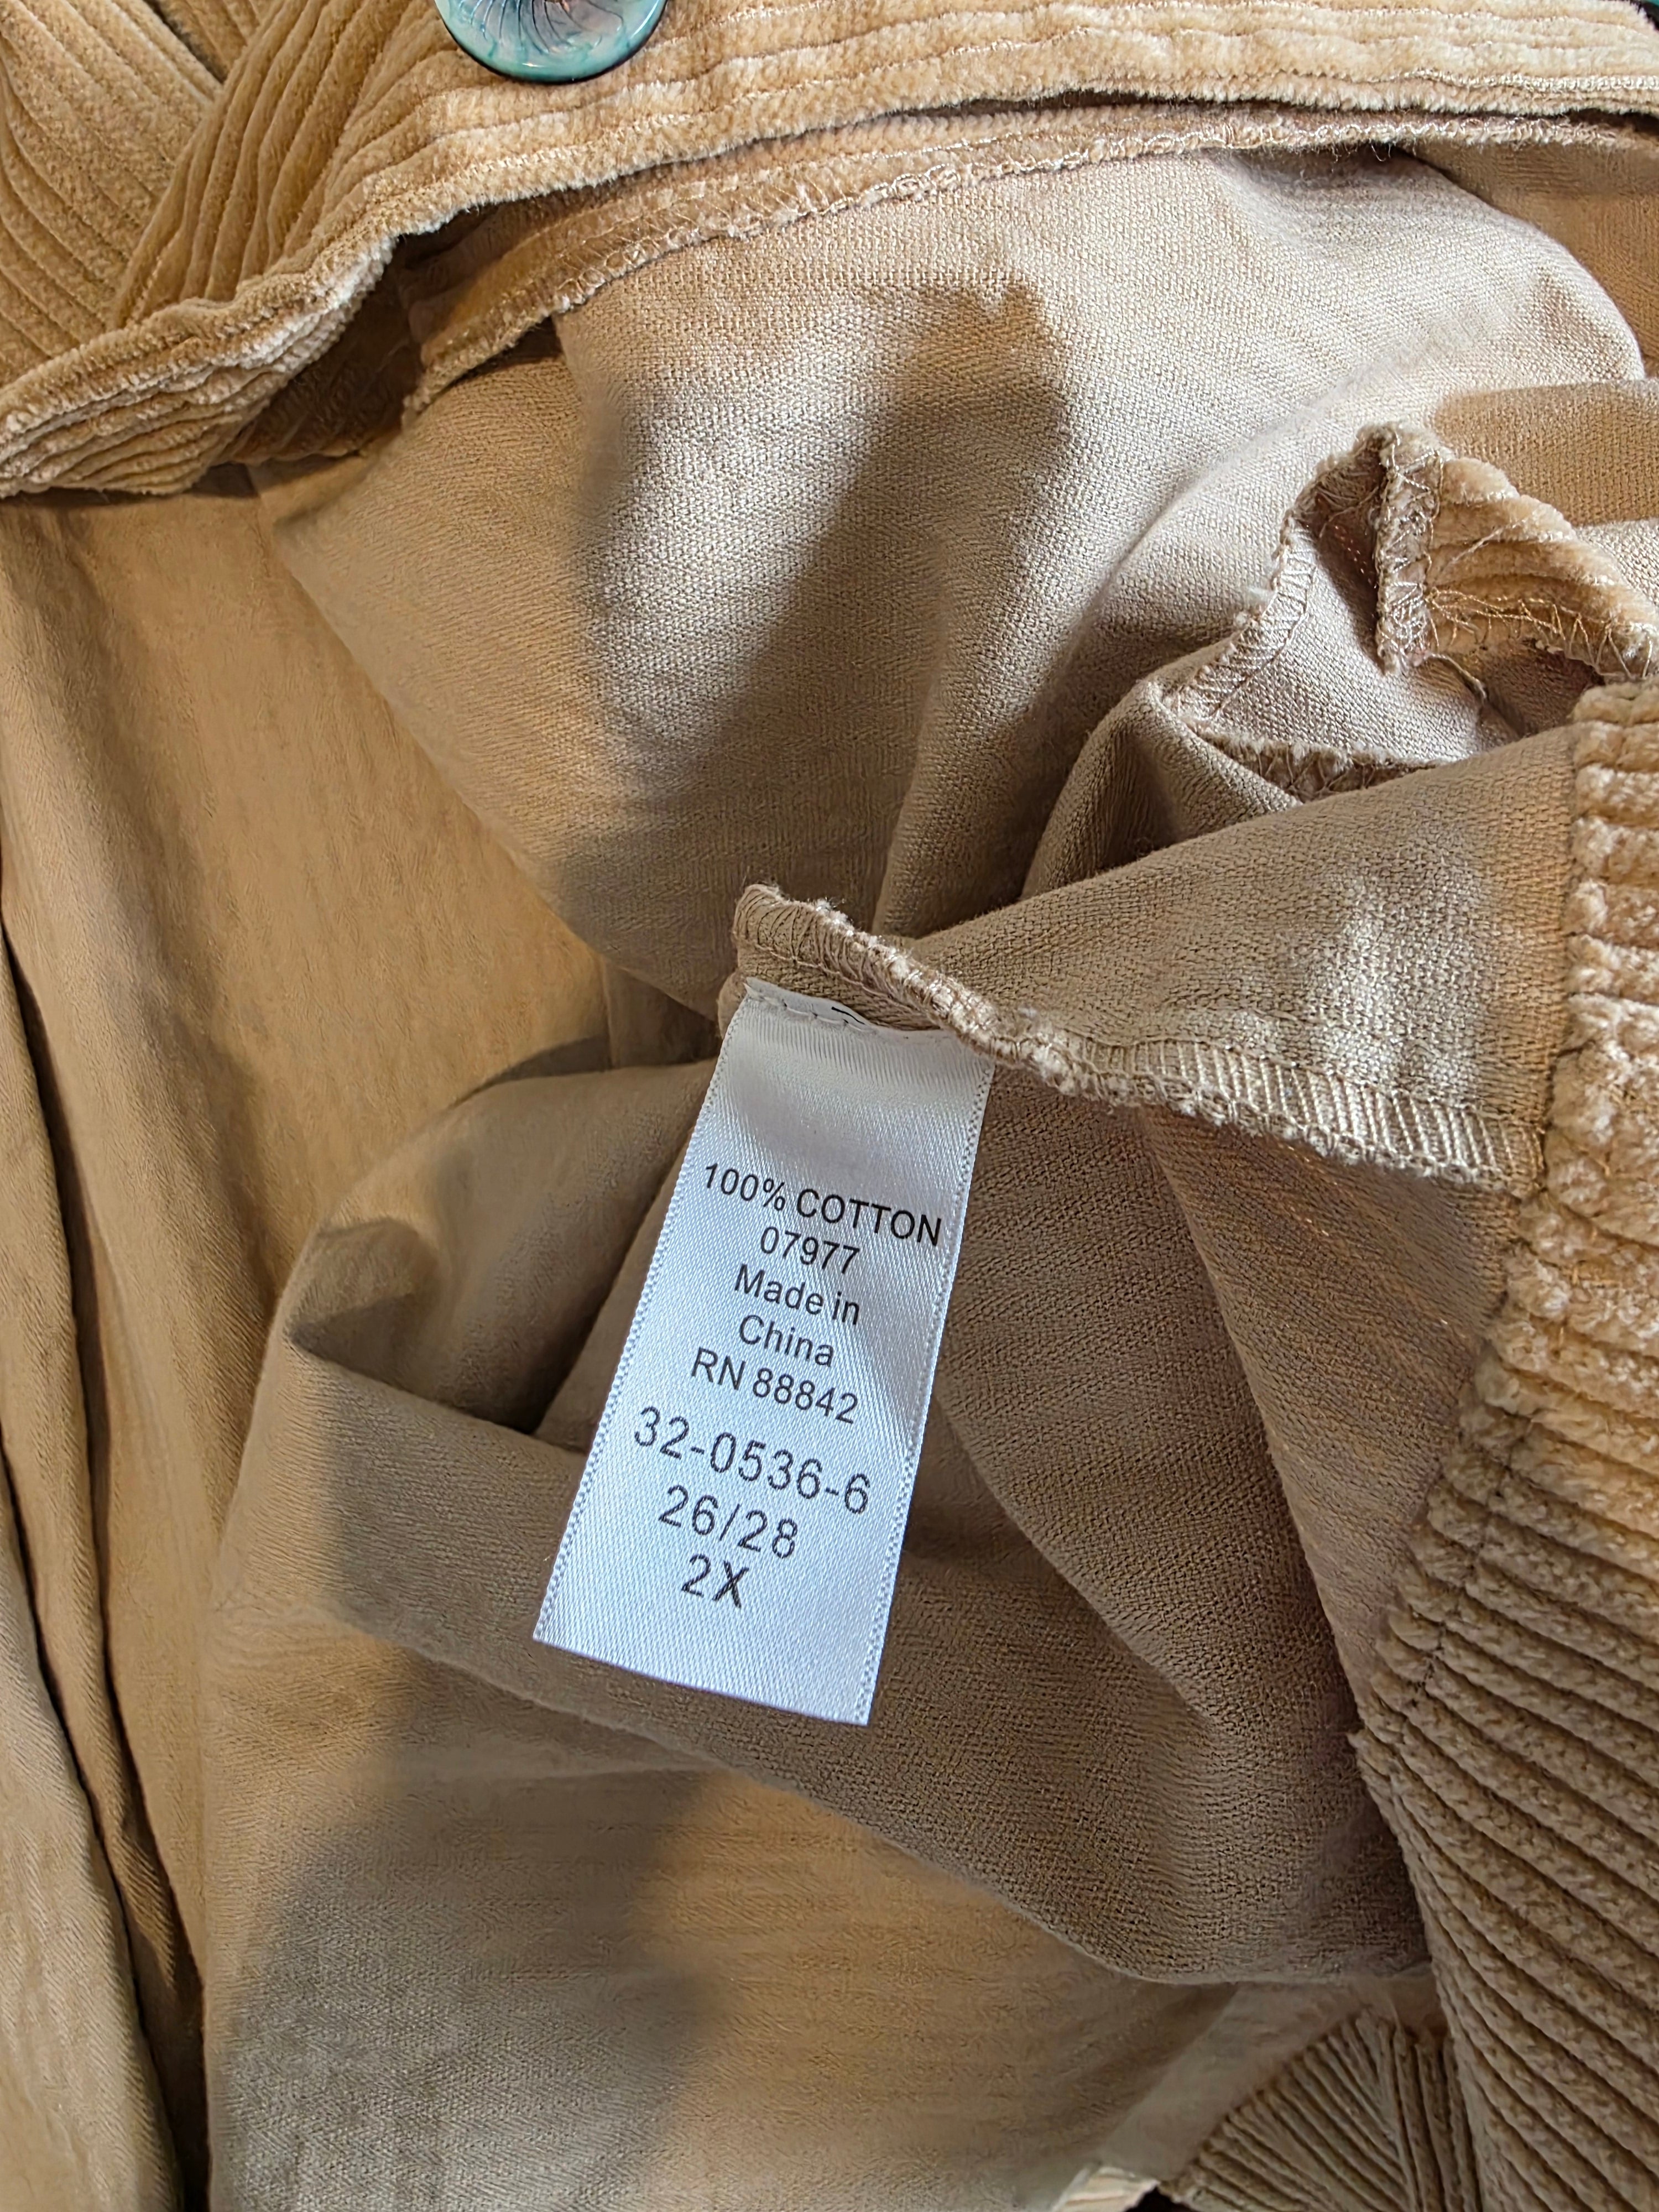 100% COTTON
07977
Made in
China
RN 88842
32-0536-6
26/28
2X